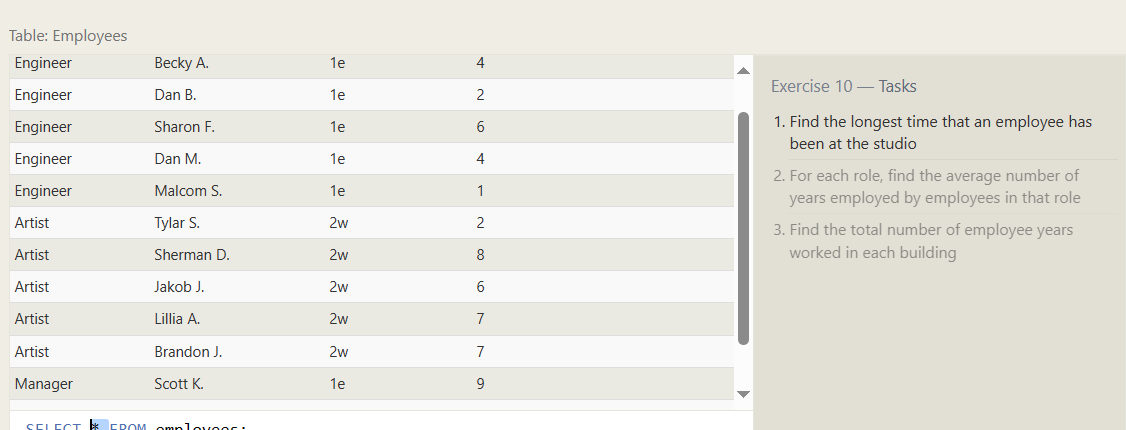 Table: Employees
Engineer Becky A. 1e 4
Engineer Dan B. 1e 2
Engineer Sharon F. 1e 6
Engineer Dan M. 1e 4
Engineer Malcom S. 1e 1
Artist Tylar S. 2w 2
Artist Sherman D. 2w 8
Artist Jakob J. 2w 6
Artist Lillia A. 2w 7
Artist Brandon J. 2w 7
Manager Scott K. 1e 9
SELECT * FROM employees;
Exercise 10 — Tasks
1. Find the longest time that an employee has
been at the studio
2. For each role, find the average number of
years employed by employees in that role
3. Find the total number of employee years
worked in each building